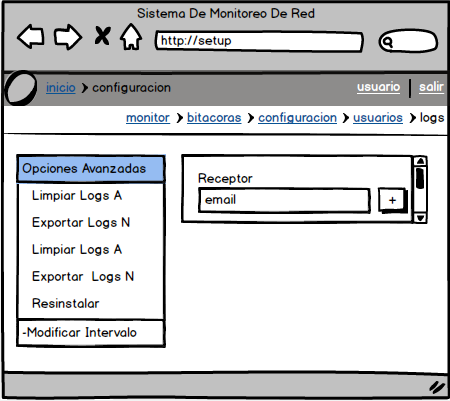 Sistema De Monitoreo De Red
http://setup
inicio configuracion usuario salir
monitor bitacoras configuracion usuarios logs
Opciones Avanzadas
Limpiar Logs A
Exportar Logs N
Limpiar Logs A
Exportar Logs N
Resinstalar
-Modificar Intervalo
Receptor
email +